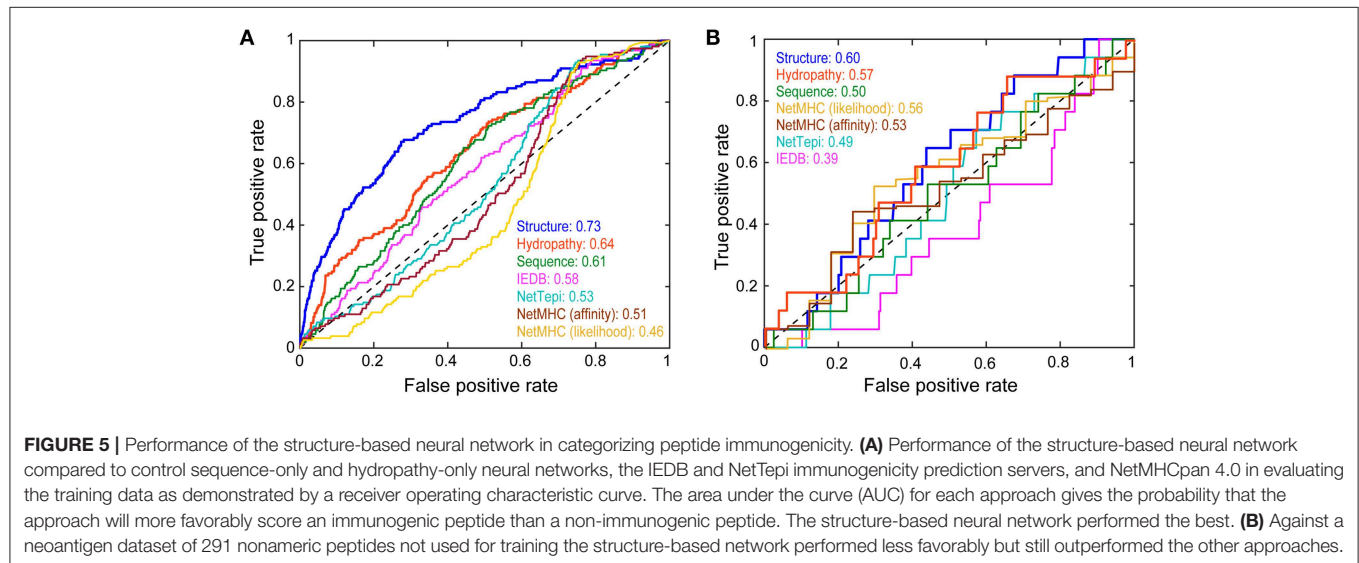 A
B
True positive rate
1
0.8
0.6
0.4
0.2
0
0
0.2
0.4
0.6
0.8
1
False positive rate
Structure: 0.73
Hydropathy: 0.64
Sequence: 0.61
IEDB: 0.58
NetTepi: 0.53
NetMHC (affinity): 0.51
NetMHC (likelihood): 0.46
True positive rate
1
0.8
0.6
0.4
0.2
0
0
0.2
0.4
0.6
0.8
1
False positive rate
Structure: 0.60
Hydropathy: 0.57
Sequence: 0.50
NetMHC (likelihood): 0.56
NetMHC (affinity): 0.53
NetTepi: 0.49
IEDB: 0.39
FIGURE 5 | Performance of the structure-based neural network in categorizing peptide immunogenicity. (A) Performance of the structure-based neural network
compared to control sequence-only and hydropathy-only neural networks, the IEDB and NetTepi immunogenicity prediction servers, and NetMHCpan 4.0 in evaluating
the training data as demonstrated by a receiver operating characteristic curve. The area under the curve (AUC) for each approach gives the probability that the
approach will more favorably score an immunogenic peptide than a non-immunogenic peptide. The structure-based neural network performed the best. (B) Against a
neoantigen dataset of 291 nonameric peptides not used for training the structure-based network performed less favorably but still outperformed the other approaches.